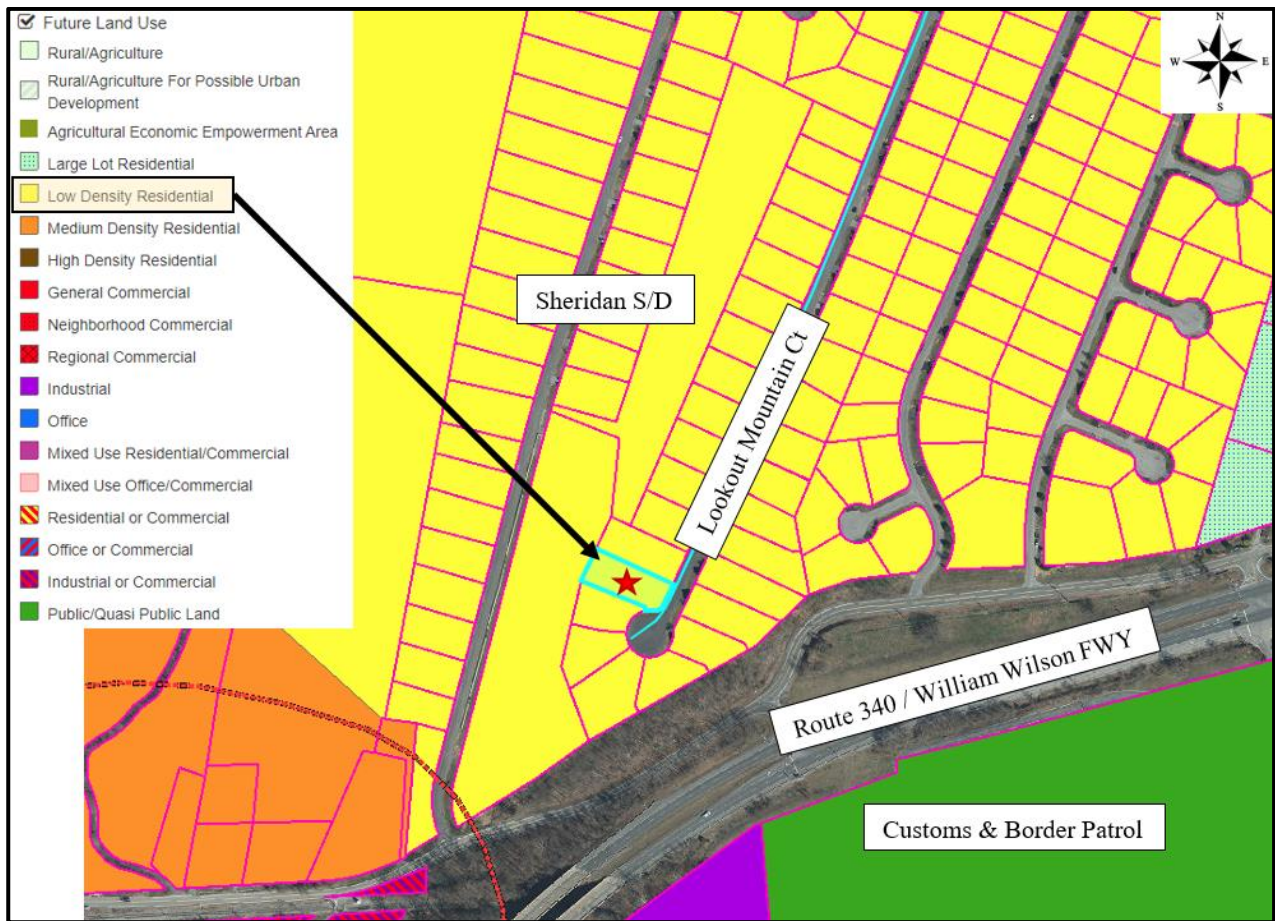 Future Land Use
Rural/Agriculture
Rural/Agriculture For Possible Urban
Development
Agricultural Economic Empowerment Area
Large Lot Residential
Low Density Residential
Medium Density Residential
High Density Residential
General Commercial
Neighborhood Commercial
Regional Commercial
Industrial
Office
Mixed Use Residential/Commercial
Mixed Use Office/Commercial
Residential or Commercial
Office or Commercial
Industrial or Commercial
Public/Quasi Public Land
N
W
E
S
Sheridan S/D
Lookout Mountain Ct
Route 340 / William Wilson FWY
Customs & Border Patrol